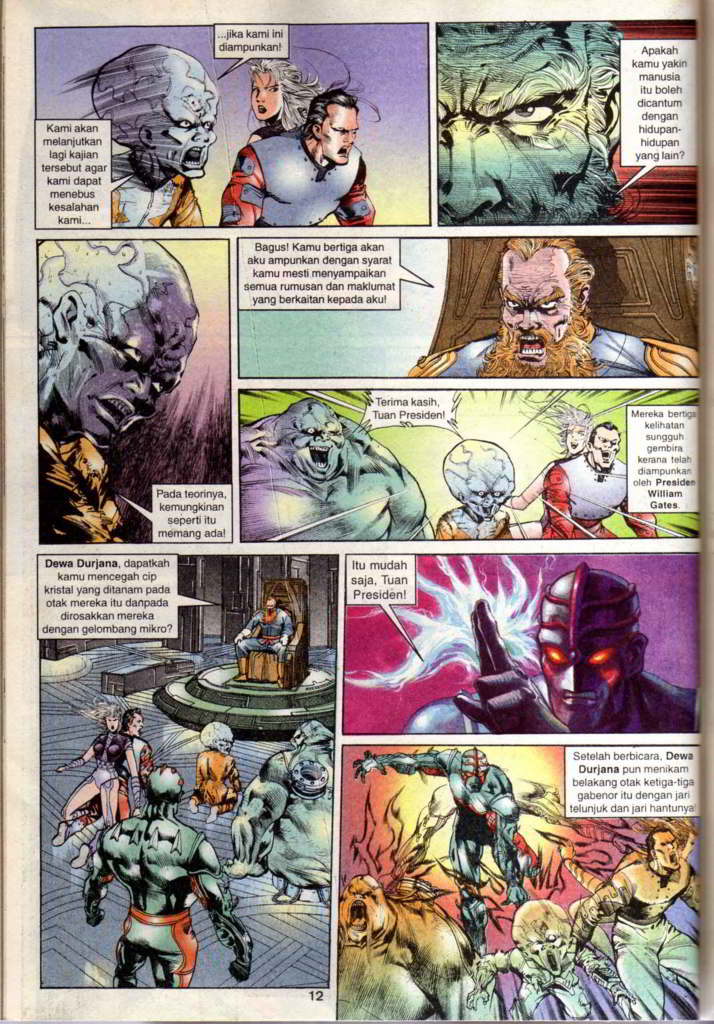 ...jika kami ini
diampunkan!
Kami akan
melanjutkan
lagi kajian
tersebut agar
kami dapat
menebus
kesalahan
kami...
Apakah
kamu yakin
manusia
itu boleh
dicantum
dengan
hidupan-
hidupan
yang lain?
Pada teorinya,
kemungkinan
seperti itu
memang ada!
Bagus! Kamu bertiga akan
aku ampunkan dengan syarat
kamu mesti menyampaikan
semua rumusan dan maklumat
yang berkaitan kepada aku!
Terima kasih,
Tuan Presiden!
Mereka bertiga
kelihatan
sungguh
gembira
kerana telah
diampunkan
oleh Presiden
William
Gates.
Dewa Durjana, dapatkah
kamu mencegah cip
kristal yang ditanam pada
otak mereka itu daripada
dirosakkan mereka
dengan gelombang mikro?
Itu mudah
saja, Tuan
Presiden!
Setelah berbicara, Dewa
Durjana pun menikam
belakang ketiga-tiga
gabenor itu dengan jari
telunjuk dan jari hantunya!
12